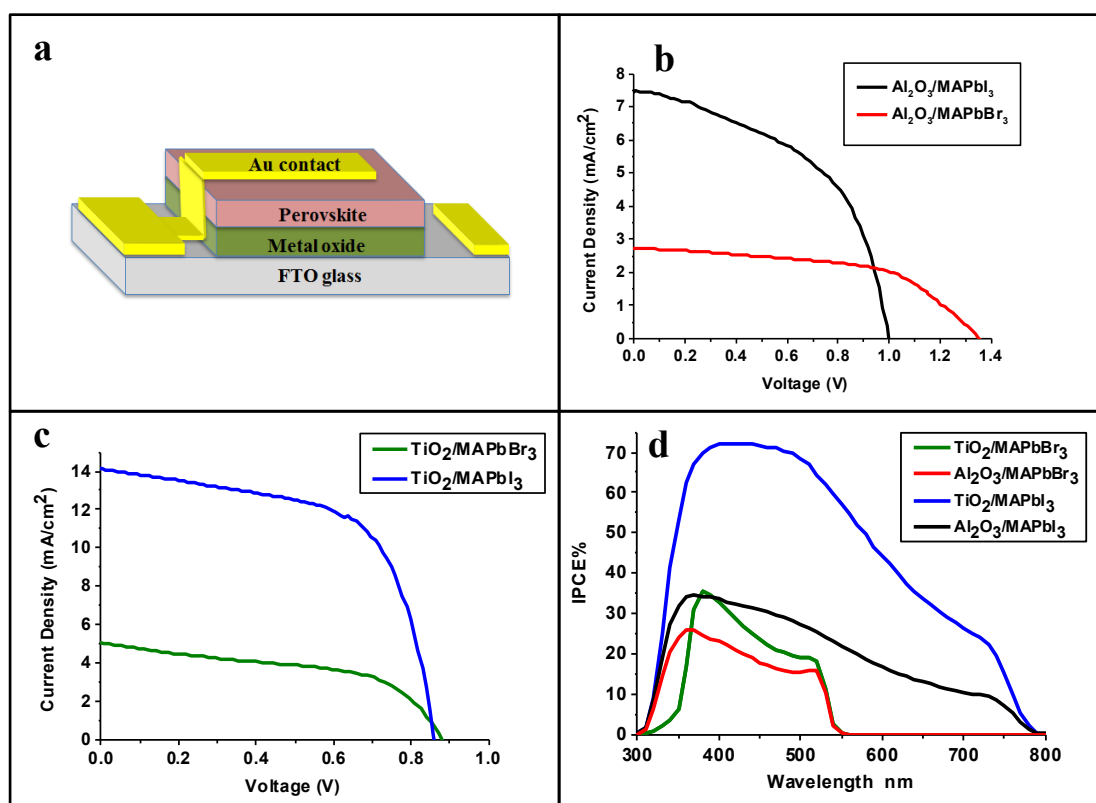 a
Au contact
Perovskite
Metal oxide
FTO glass
b
Al₂O₃/MAPbI₃
Al₂O₃/MAPbBr₃
8
7
6
5
4
3
2
1
0
0.0 0.2 0.4 0.6 0.8 1.0 1.2 1.4
Current Density (mA/cm²)
Voltage (V)
c
TiO₂/MAPbBr₃
TiO₂/MAPbI₃
14
12
10
8
6
4
2
0
0.0 0.2 0.4 0.6 0.8 1.0
Current Density (mA/cm²)
Voltage (V)
d
TiO₂/MAPbBr₃
Al₂O₃/MAPbBr₃
TiO₂/MAPbI₃
Al₂O₃/MAPbI₃
70
60
50
40
30
20
10
0
300 400 500 600 700 800
IPCE%
Wavelength nm